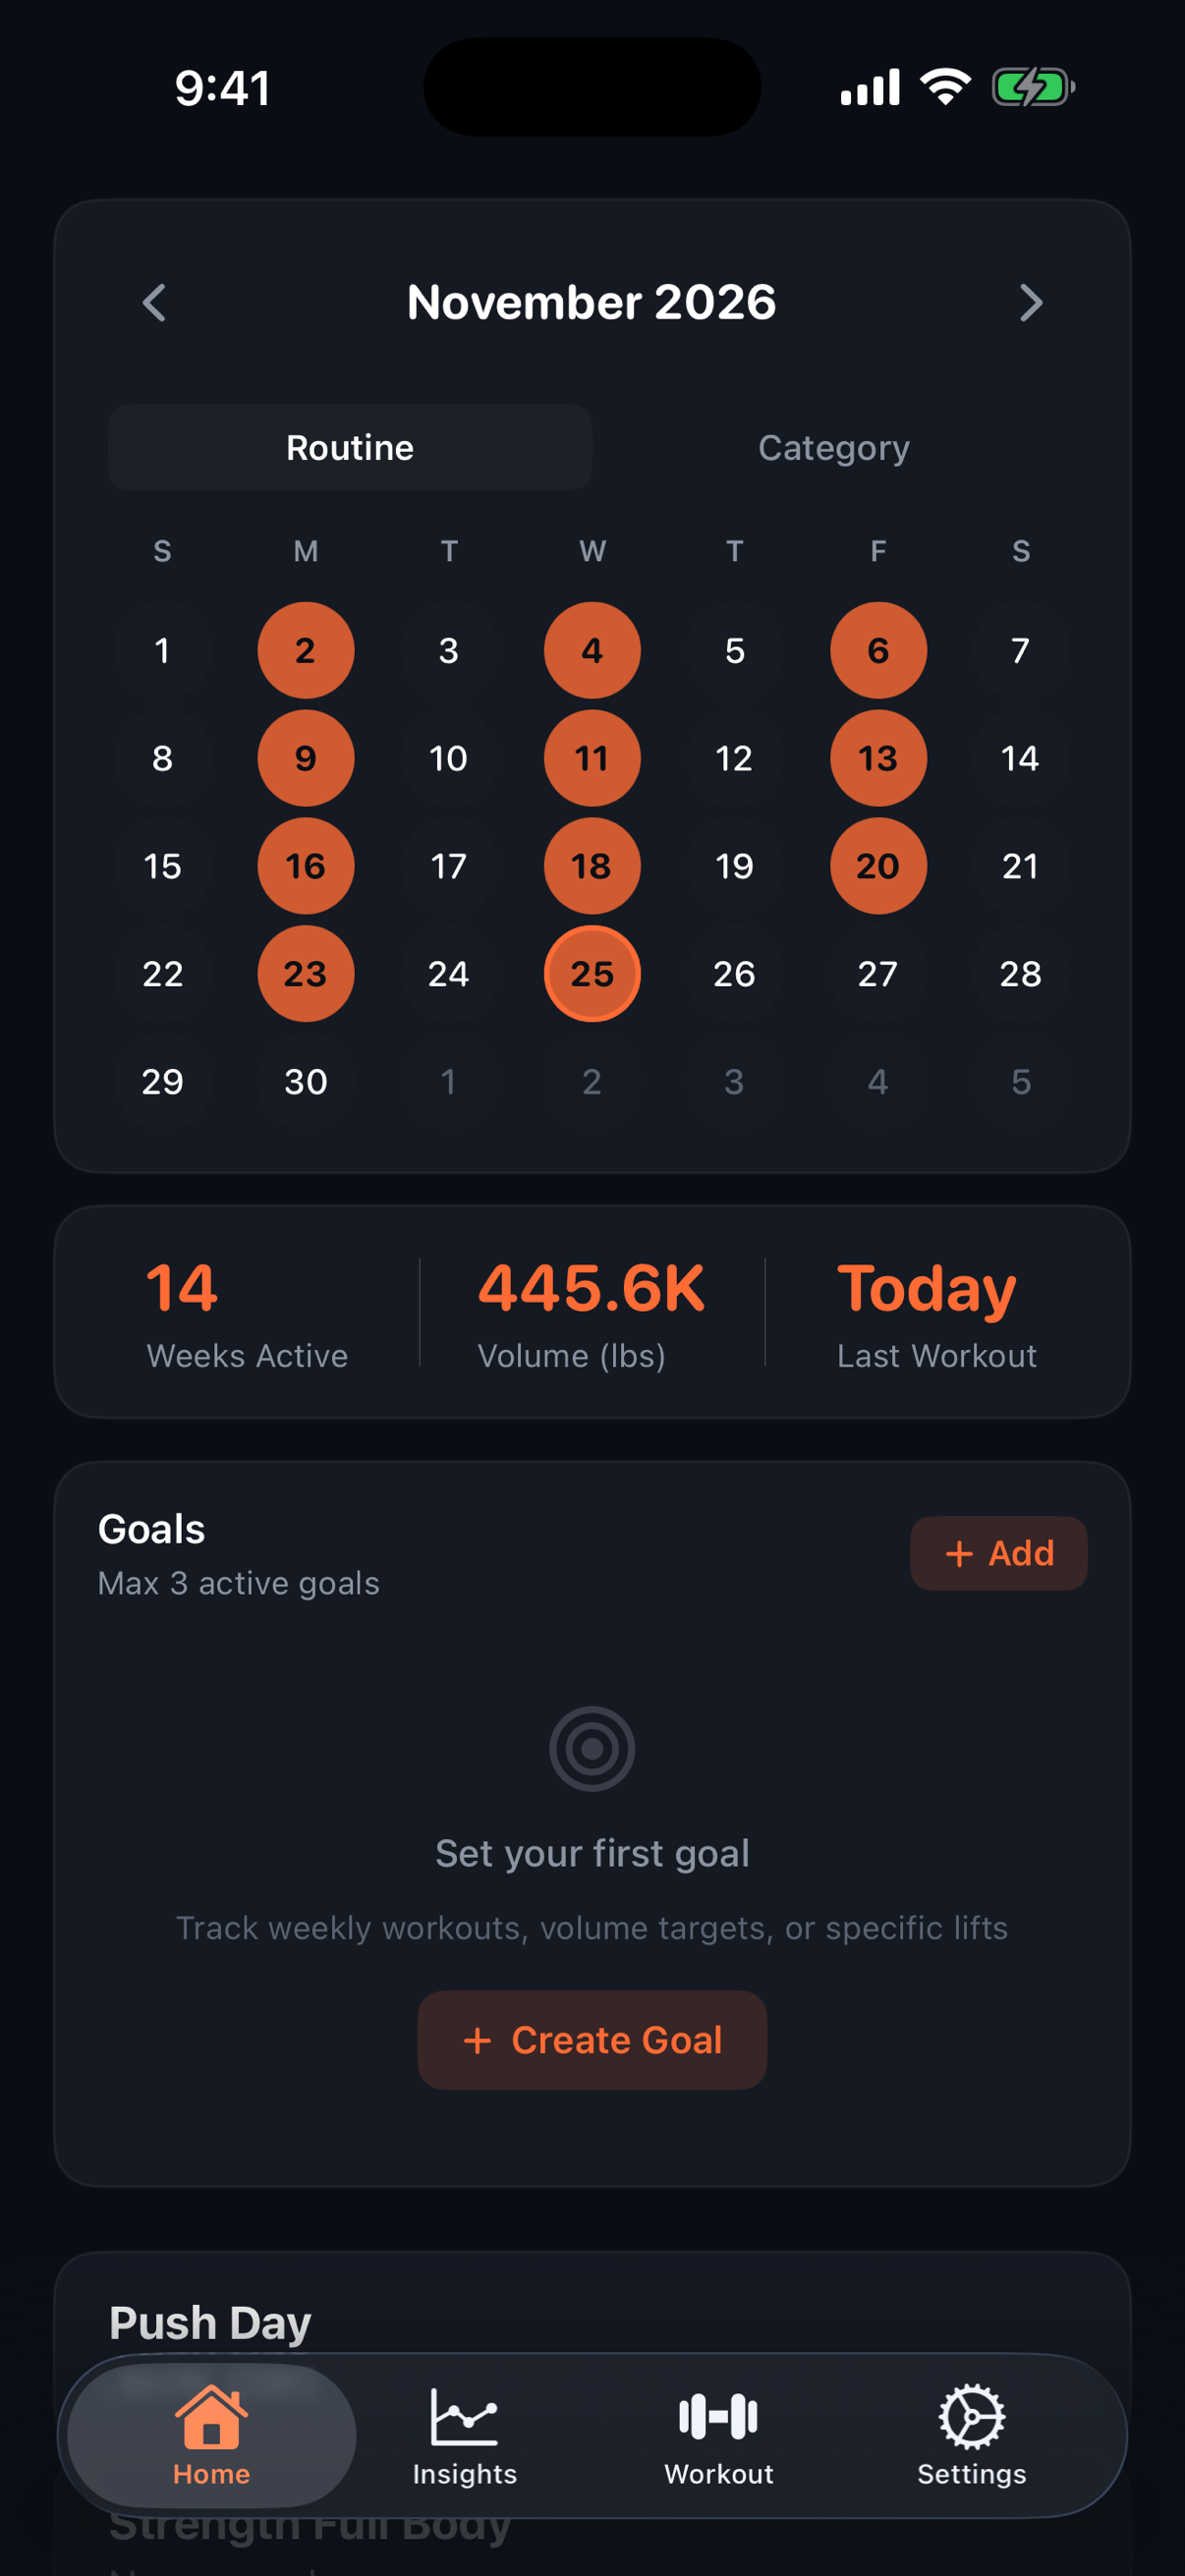 9:41
November 2026
Routine Category
S M T W T F S
1 2 3 4 5 6 7
8 9 10 11 12 13 14
15 16 17 18 19 20 21
22 23 24 25 26 27 28
29 30 1 2 3 4 5
14 445.6K Today
Weeks Active Volume (lbs) Last Workout
Goals
Max 3 active goals
+ Add
Set your first goal
Track weekly workouts, volume targets, or specific lifts
+ Create Goal
Push Day
Home Insights Workout Settings
Strength Full Body